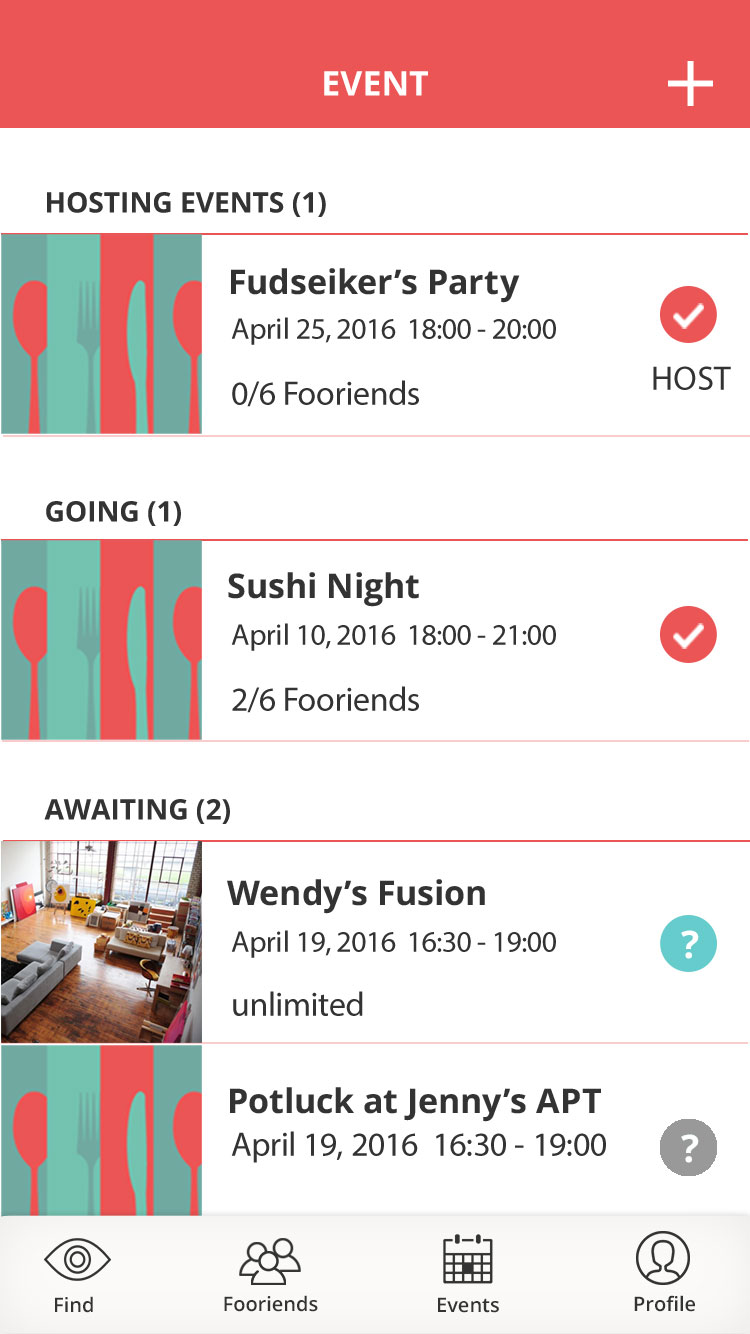 EVENT
HOSTING EVENTS (1)
Fudseiker’s Party
April 25, 2016 18:00 - 20:00
0/6 Fooriends
HOST
GOING (1)
Sushi Night
April 10, 2016 18:00 - 21:00
2/6 Fooriends
AWAITING (2)
Wendy’s Fusion
April 19, 2016 16:30 - 19:00
?
unlimited
Potluck at Jenny’s APT
April 19, 2016 16:30 - 19:00
?
Find
Fooriends
Events
Profile